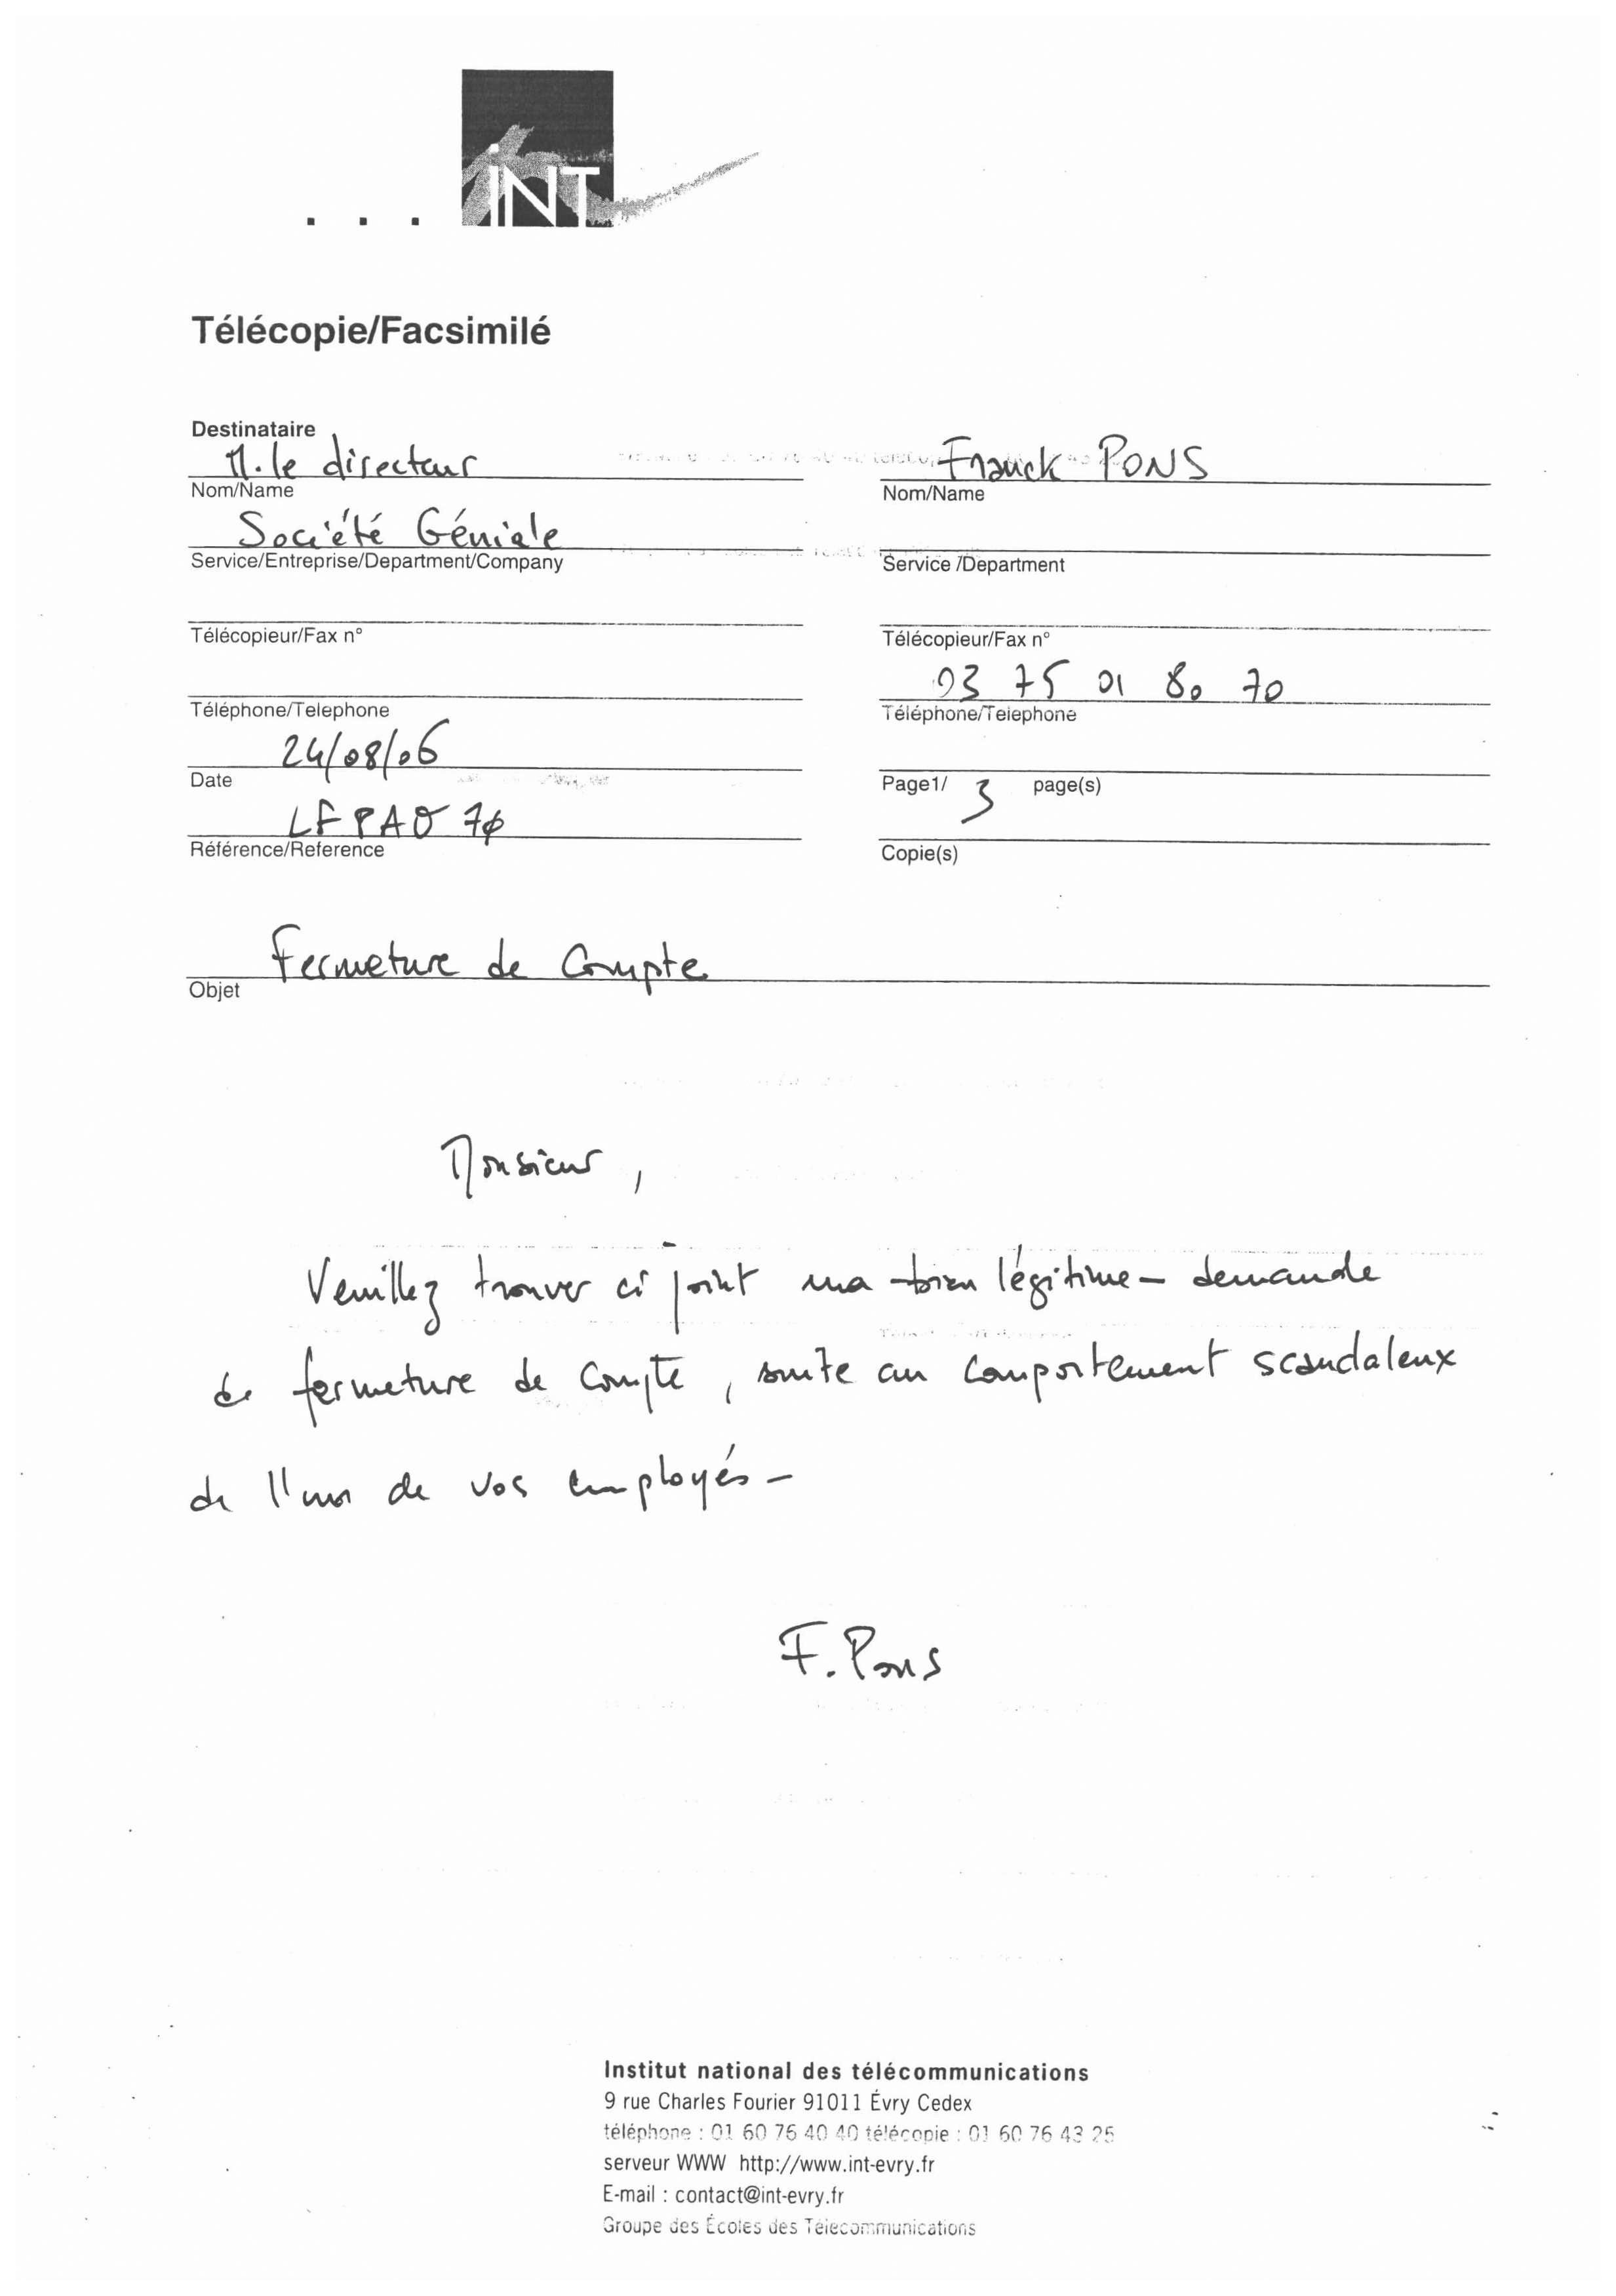 iNT
Télécopie/Facsimilé
Destinataire
M. le directeur
Nom/Name
Société Géniale
Service/Entreprise/Department/Company
Télécopieur/Fax n°
Téléphone/Telephone
24/08/06
Date
LFPAO 70
Référence/Reference
Franck PONS
Nom/Name
Service /Department
Télécopieur/Fax n°
03 75 01 80 70
Téléphone/Telephone
Page1/ 3 page(s)
Copie(s)
Fermeture de Compte
Objet
Monsieur,
Veuillez trouver ci joint ma -bien légitime- demande
de fermeture de compte, suite au comportement scandaleux
de l'un de vos employés-
F. Pons
Institut national des télécommunications
9 rue Charles Fourier 91011 Évry Cedex
téléphone : 01 60 76 40 40 télécopie : 01 60 76 43 25
serveur WWW http://www.int-evry.fr
E-mail : contact@int-evry.fr
Groupe des Écoles des Télécommunications